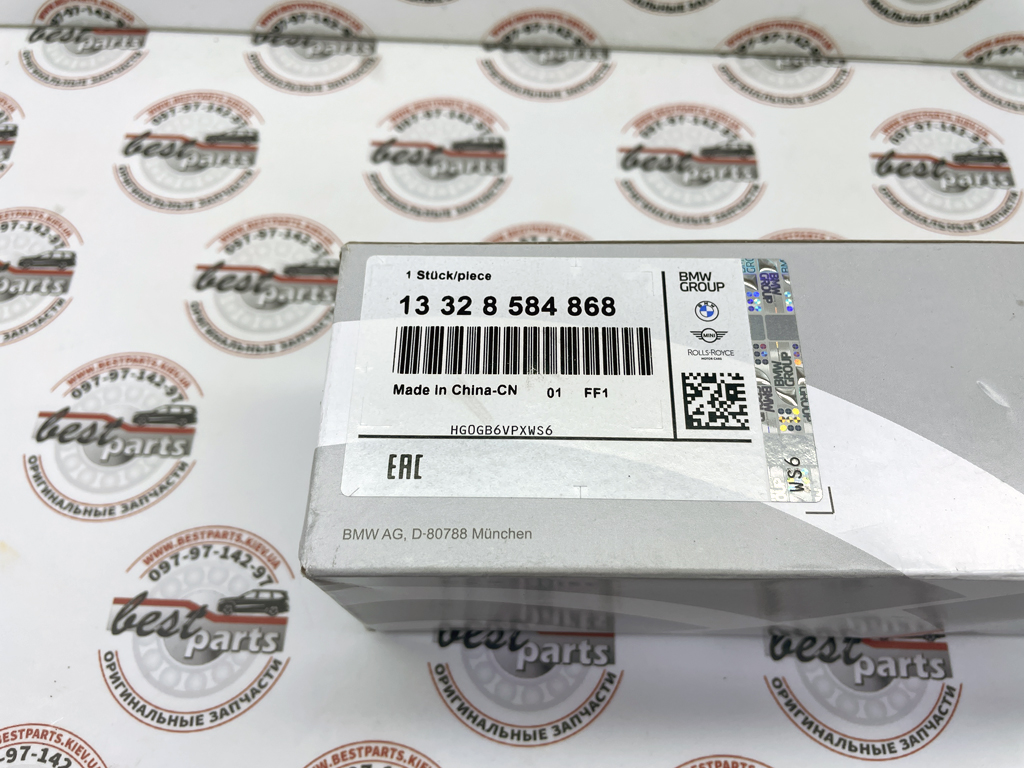 1 Stück/piece
13 32 8 584 868
Made in China-CN 01 FF1
HG0GB6VPXWS6
EAC
BMW
GROUP
MINI
ROLLS-ROYCE
MOTOR CARS
BMW
GROUP
WS6
BMW AG, D-80788 München
WWW.BESTPARTS.KIEV.UA
097-97-142-97
best
parts
ОРИГИНАЛЬНЫЕ ЗАПЧАСТИ